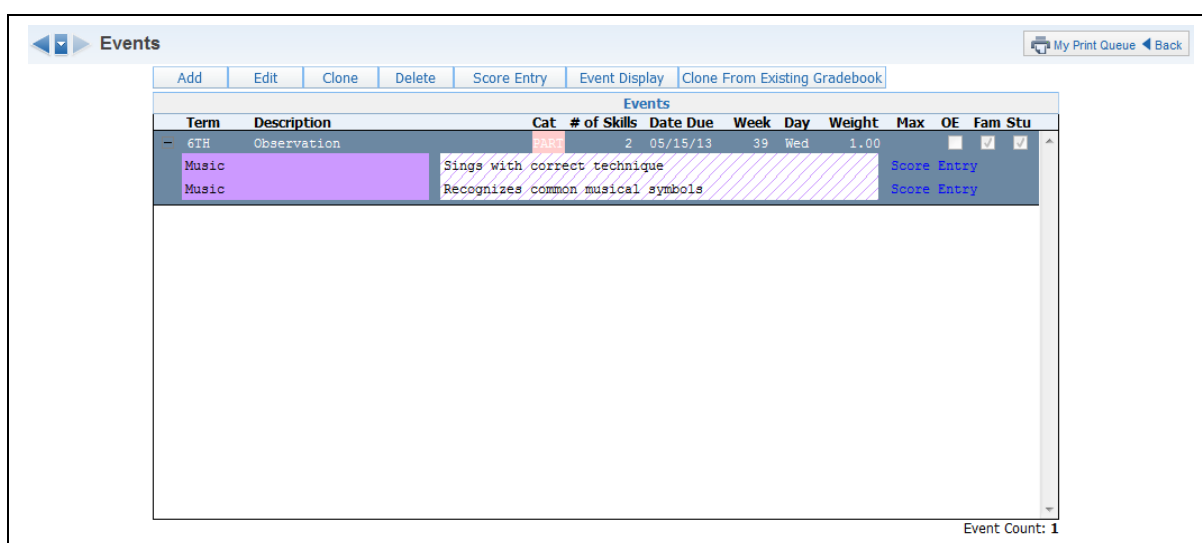 Events
My Print Queue Back
Add Edit Clone Delete Score Entry Event Display Clone From Existing Gradebook
Events
Term Description Cat # of Skills Date Due Week Day Weight Max OE Fam Stu
6TH Observation PART 2 05/15/13 39 Wed 1.00
Music Sings with correct technique Score Entry
Music Recognizes common musical symbols Score Entry
Event Count: 1